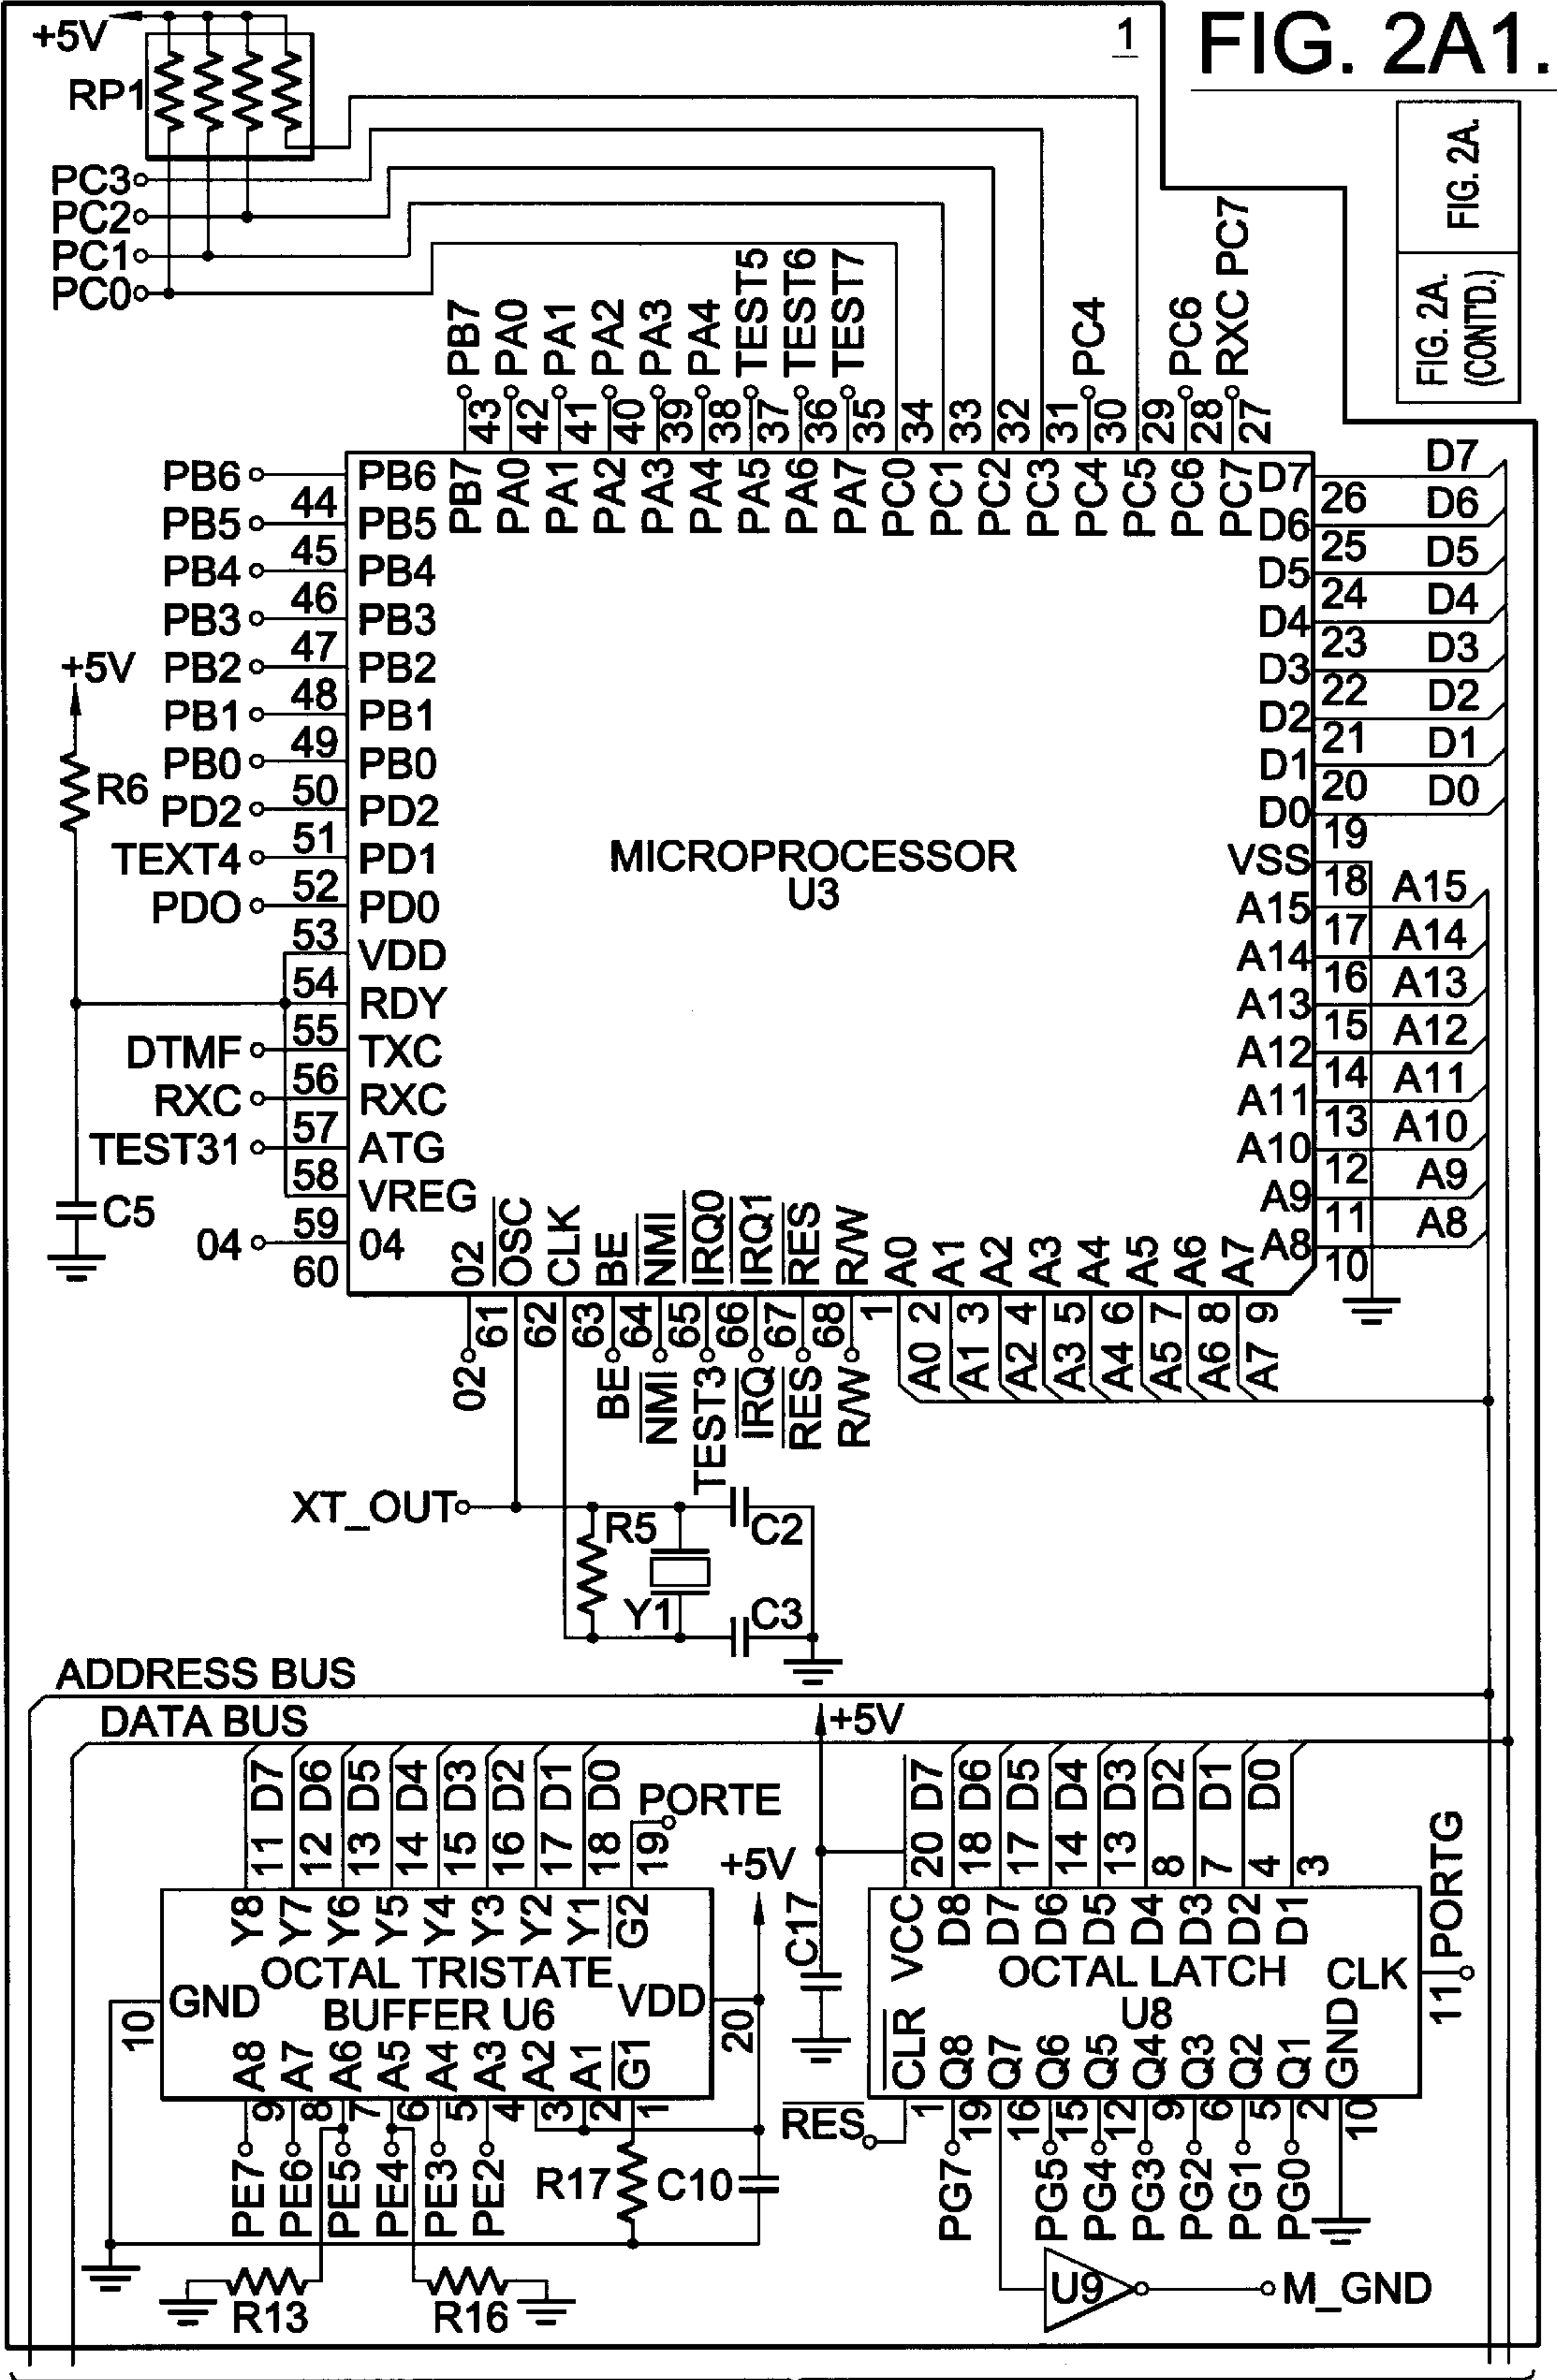 FIG. 2A1.
1
FIG. 2A.
FIG. 2A.
(CONT'D.)
+5V
RP1
PC3
PC2
PC1
PC0
PB7 PA0 PA1 PA2 PA3 PA4 TEST5 TEST6 TEST7 PC4 PC6 RXC PC7
43 42 41 40 39 38 37 36 35 34 33 32 31 30 29 28 27
PB7 PA0 PA1 PA2 PA3 PA4 PA5 PA6 PA7 PC0 PC1 PC2 PC3 PC4 PC5 PC6 PC7
PB6 PB6
44
PB5 PB5
45
PB4 PB4
46
PB3 PB3
47
PB2 PB2
48
PB1 PB1
49
PB0 PB0
50
PD2 PD2
51
TEXT4 PD1
52
PDO PD0
53
VDD
54
RDY
55
DTMF TXC
56
RXC RXC
57
TEST31 ATG
58
VREG
59
04 04
60
+5V
R6
C5
MICROPROCESSOR
U3
D7 D7
26
D6 D6
25
D5 D5
24
D4 D4
23
D3 D3
22
D2 D2
21
D1 D1
20
D0 D0
19
VSS
18
A15 A15
17
A14 A14
16
A13 A13
15
A12 A12
14
A11 A11
13
A10 A10
12
A9 A9
11
A8 A8
10
02 OSC CLK BE NMI IRQ0 IRQ1 RES R/W A0 A1 A2 A3 A4 A5 A6 A7
61 62 63 64 65 66 67 68 1 2 3 4 5 6 7 8 9
02 BE NMI TEST3 IRQ RES R/W A0 A1 A2 A3 A4 A5 A6 A7
XT_OUT
R5
C2
Y1
C3
ADDRESS BUS
DATA BUS
D7 D6 D5 D4 D3 D2 D1 D0 PORTE
11 12 13 14 15 16 17 18 19
Y8 Y7 Y6 Y5 Y4 Y3 Y2 Y1 G2
OCTAL TRISTATE
BUFFER U6
GND
10
VDD
20
+5V
A8 A7 A6 A5 A4 A3 A2 A1 G1
9 8 7 6 5 4 3 2 1
PE7 PE6 PE5 PE4 PE3 PE2
R17
C10
R13
R16
+5V
C17
D7 D6 D5 D4 D3 D2 D1 D0
20 18 17 14 13 8 7 4 3
VCC D8 D7 D6 D5 D4 D3 D2 D1
OCTAL LATCH
U8
CLK
11
PORTG
CLR Q8 Q7 Q6 Q5 Q4 Q3 Q2 Q1 GND
1 19 16 15 12 9 6 5 2 10
RES
PG7 PG5 PG4 PG3 PG2 PG1 PG0
U9
M_GND